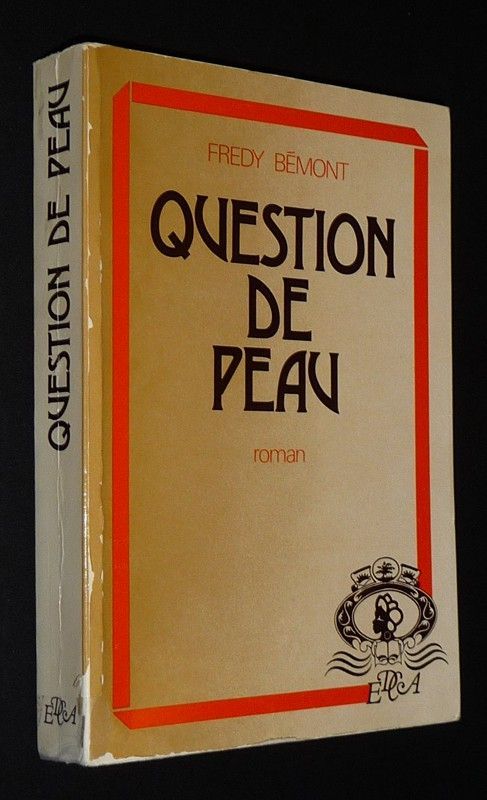 QUESTION DE PEAU
EDCA
FREDY BÉMONT
QUESTION
DE
PEAU
roman
EDCA